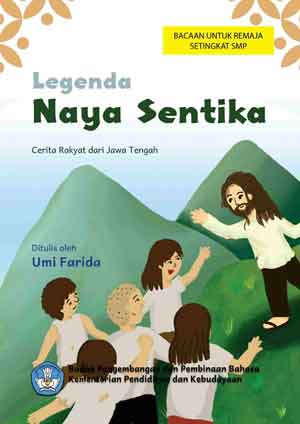 BACAAN UNTUK REMAJA
SETINGKAT SMP
Legenda
Naya Sentika
Cerita Rakyat dari Jawa Tengah
Ditulis oleh
Umi Farida
Badan Pengembangan dan Pembinaan Bahasa
Kementerian Pendidikan dan Kebudayaan